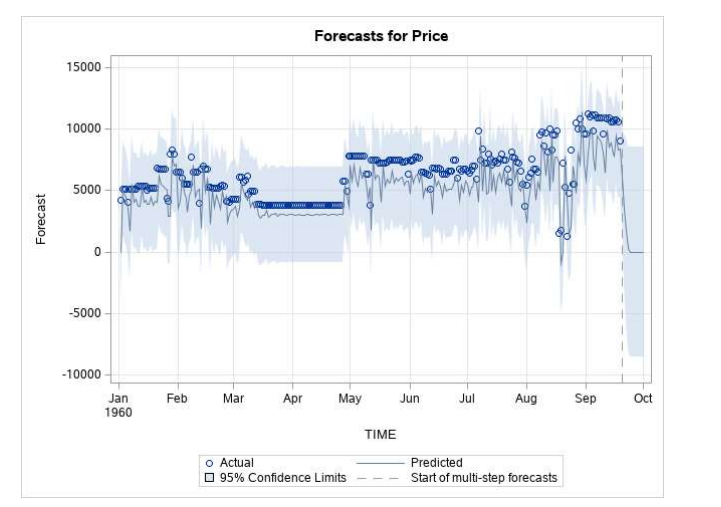 Forecasts for Price
15000
10000
5000
0
-5000
-10000
Forecast
Jan Feb Mar Apr May Jun Jul Aug Sep Oct
1960
TIME
Actual Predicted
95% Confidence Limits Start of multi-step forecasts